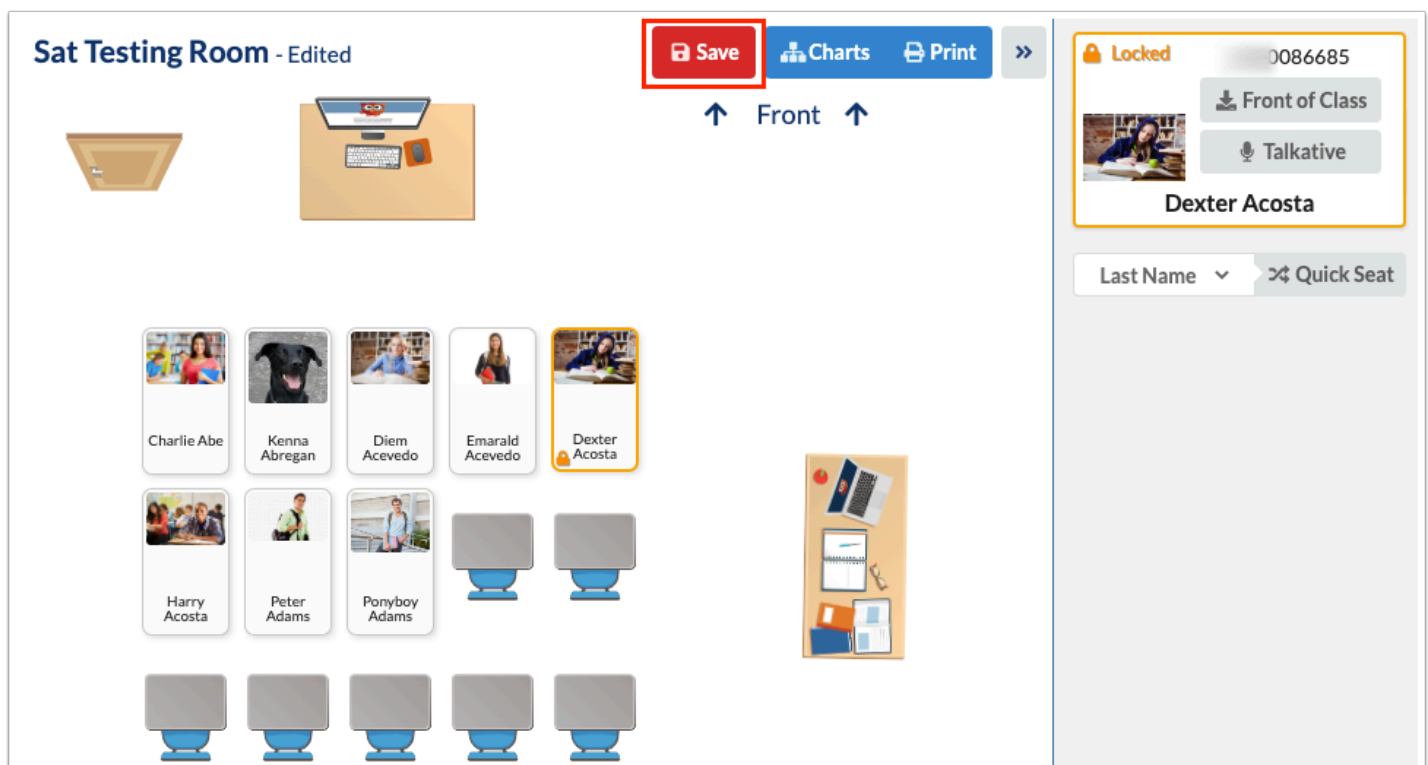 Sat Testing Room - Edited
Save
Charts
Print
»
Front
Locked
0086685
Front of Class
Talkative
Dexter Acosta
Last Name
Quick Seat
Charlie Abe
Kenna
Abregan
Diem
Acevedo
Emarald
Acevedo
Dexter
Acosta
Harry
Acosta
Peter
Adams
Ponyboy
Adams